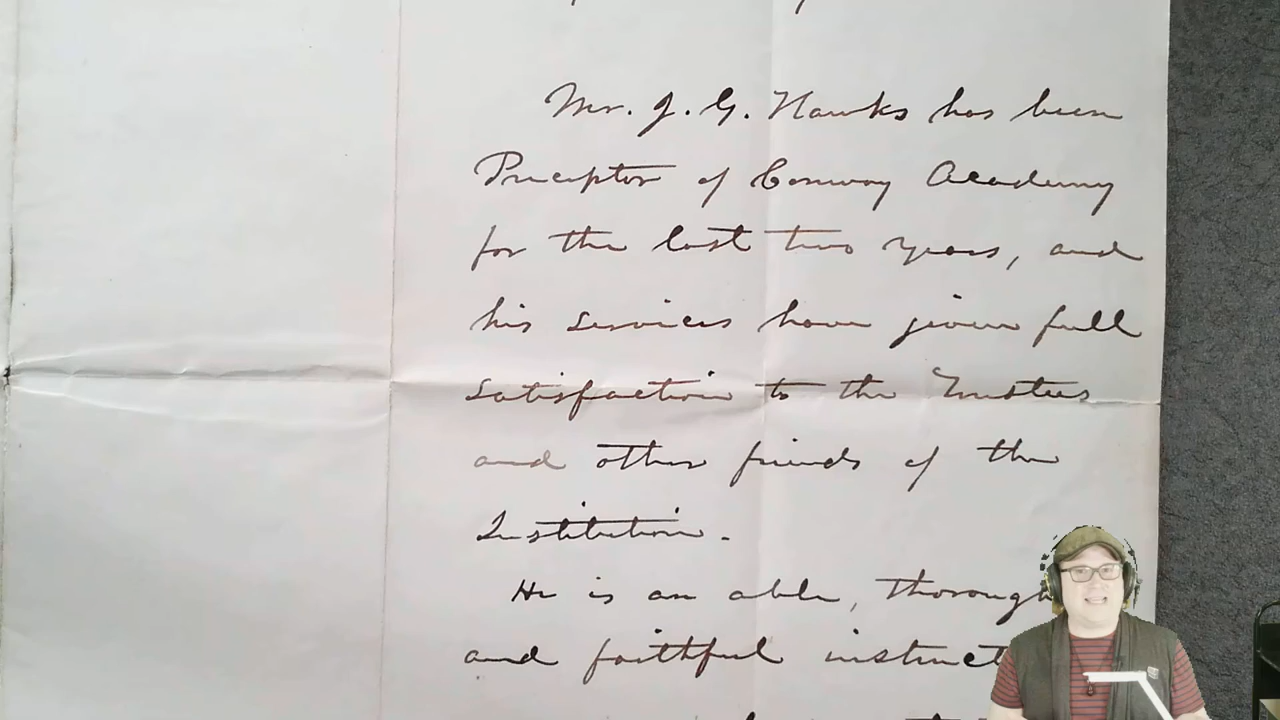 Mr. J. G. Hawks has been
Preceptor of Conway Academy
for the last two years, and
his services have given full
satisfaction to the Trustees
and other friends of the
Institution.
He is an able, thorough
and faithful instruct